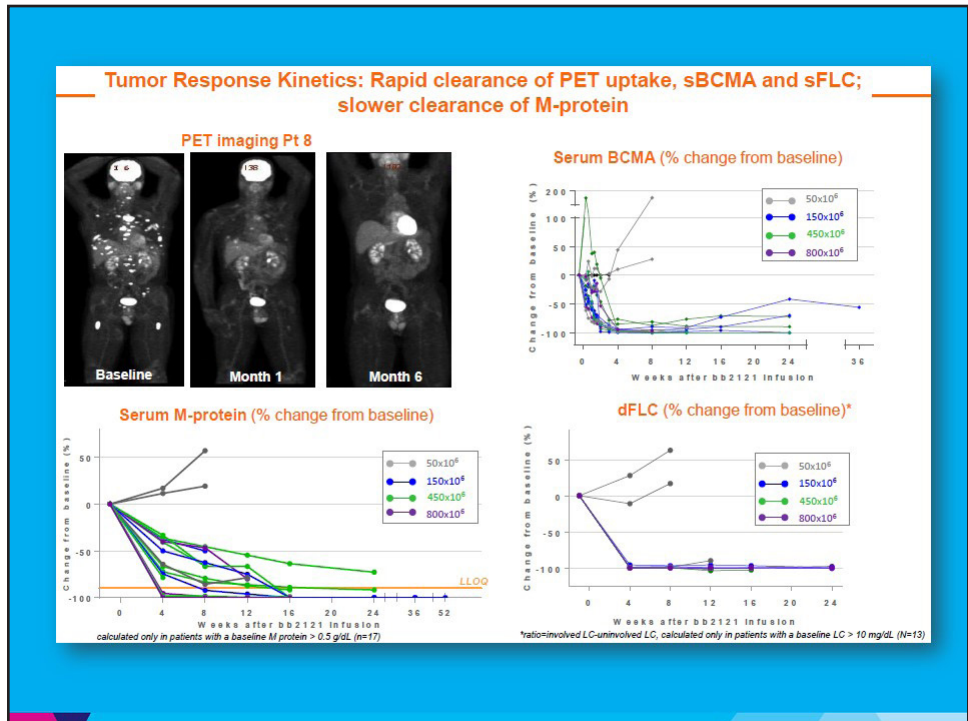 Tumor Response Kinetics: Rapid clearance of PET uptake, sBCMA and sFLC;
slower clearance of M-protein
PET imaging Pt 8
Baseline
Month 1
Month 6
Serum BCMA (% change from baseline)
Change from baseline (%)
200
100
50
0
-50
-100
50x10⁶
150x10⁶
450x10⁶
800x10⁶
0 4 8 12 16 20 24 36
Weeks after bb2121 Infusion
Serum M-protein (% change from baseline)
Change from baseline (%)
50
0
-50
-100
50x10⁶
150x10⁶
450x10⁶
800x10⁶
LLOQ
0 4 8 12 16 24 36 52
Weeks after bb2121 Infusion
calculated only in patients with a baseline M protein > 0.5 g/dL (n=17)
dFLC (% change from baseline)*
Change from baseline (%)
50
0
-50
-100
50x10⁶
150x10⁶
450x10⁶
800x10⁶
0 4 8 12 16 20 24
Weeks after bb2121 Infusion
*ratio=involved LC-uninvolved LC, calculated only in patients with a baseline LC > 10 mg/dL (N=13)